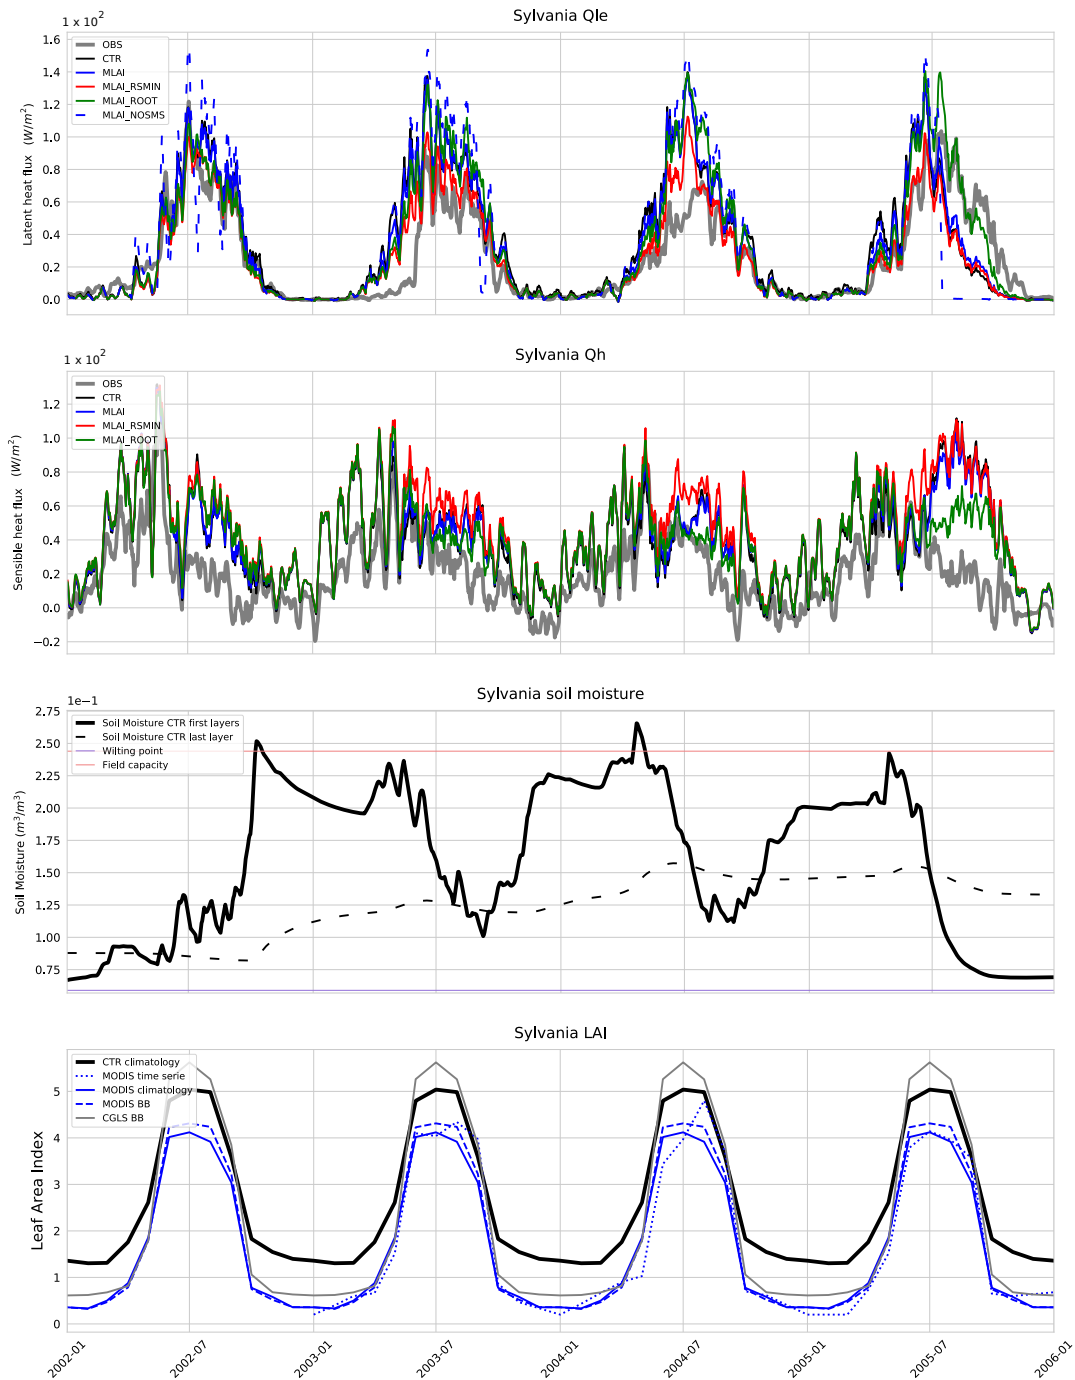 Sylvania Qle
1 x 10²
Latent heat flux (W/m²)
1.6
1.4
1.2
1.0
0.8
0.6
0.4
0.2
0.0
OBS
CTR
MLAI
MLAI_RSMIN
MLAI_ROOT
MLAI_NOSMS
Sylvania Qh
1 x 10²
Sensible heat flux (W/m²)
1.2
1.0
0.8
0.6
0.4
0.2
0.0
−0.2
OBS
CTR
MLAI
MLAI_RSMIN
MLAI_ROOT
Sylvania soil moisture
1e−1
Soil Moisture (m³/m³)
2.75
2.50
2.25
2.00
1.75
1.50
1.25
1.00
0.75
Soil Moisture CTR first layers
Soil Moisture CTR last layer
Wilting point
Field capacity
Sylvania LAI
Leaf Area Index
5
4
3
2
1
0
CTR climatology
MODIS time serie
MODIS climatology
MODIS BB
CGLS BB
2002-01
2002-07
2003-01
2003-07
2004-01
2004-07
2005-01
2005-07
2006-01